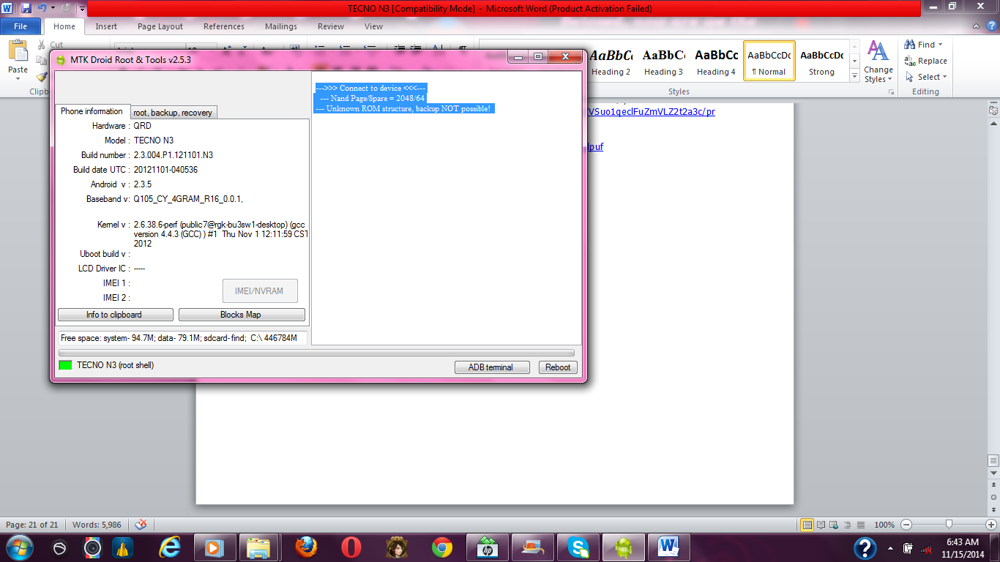 TECNO N3 [Compatibility Mode] - Microsoft Word (Product Activation Failed)
File Home Insert Page Layout References Mailings Review View
Cut
Paste
AaBbCc AaBbCc AaBbCc AaBbCcDc AaBbCcDc
Heading 2 Heading 3 Heading 4 ¶ Normal Strong
Change
Styles
Find
Replace
Select
Styles
Editing
MTK Droid Root & Tools v2.5.3
Phone information root, backup, recovery
Hardware : QRD
Model : TECNO N3
Build number : 2.3.004.P1.121101.N3
Build date UTC : 20121101-040536
Android v : 2.3.5
Baseband v: Q105_CY_4GRAM_R16_0.0.1,
Kernel v : 2.6.38.6-perf (public7@rgk-bu3sw1-desktop) (gcc
version 4.4.3 (GCC) ) #1 Thu Nov 1 12:11:59 CST
2012
Uboot build v :
LCD Driver IC : -----
IMEI 1 :
IMEI 2 :
IMEI/NVRAM
Info to clipboard Blocks Map
Free space: system- 94.7M; data- 79.1M; sdcard-find; C:\ 446784M
TECNO N3 (root shell)
ADB terminal Reboot
--->>> Connect to device <<<---
--- Nand Page/Spare = 2048/64
--- Unknown ROM structure, backup NOT possible!
VSuo1qeclFuZmVLZ2t2a3c/pr
puf
Page: 21 of 21 Words: 5,986
100%
6:43 AM
11/15/2014